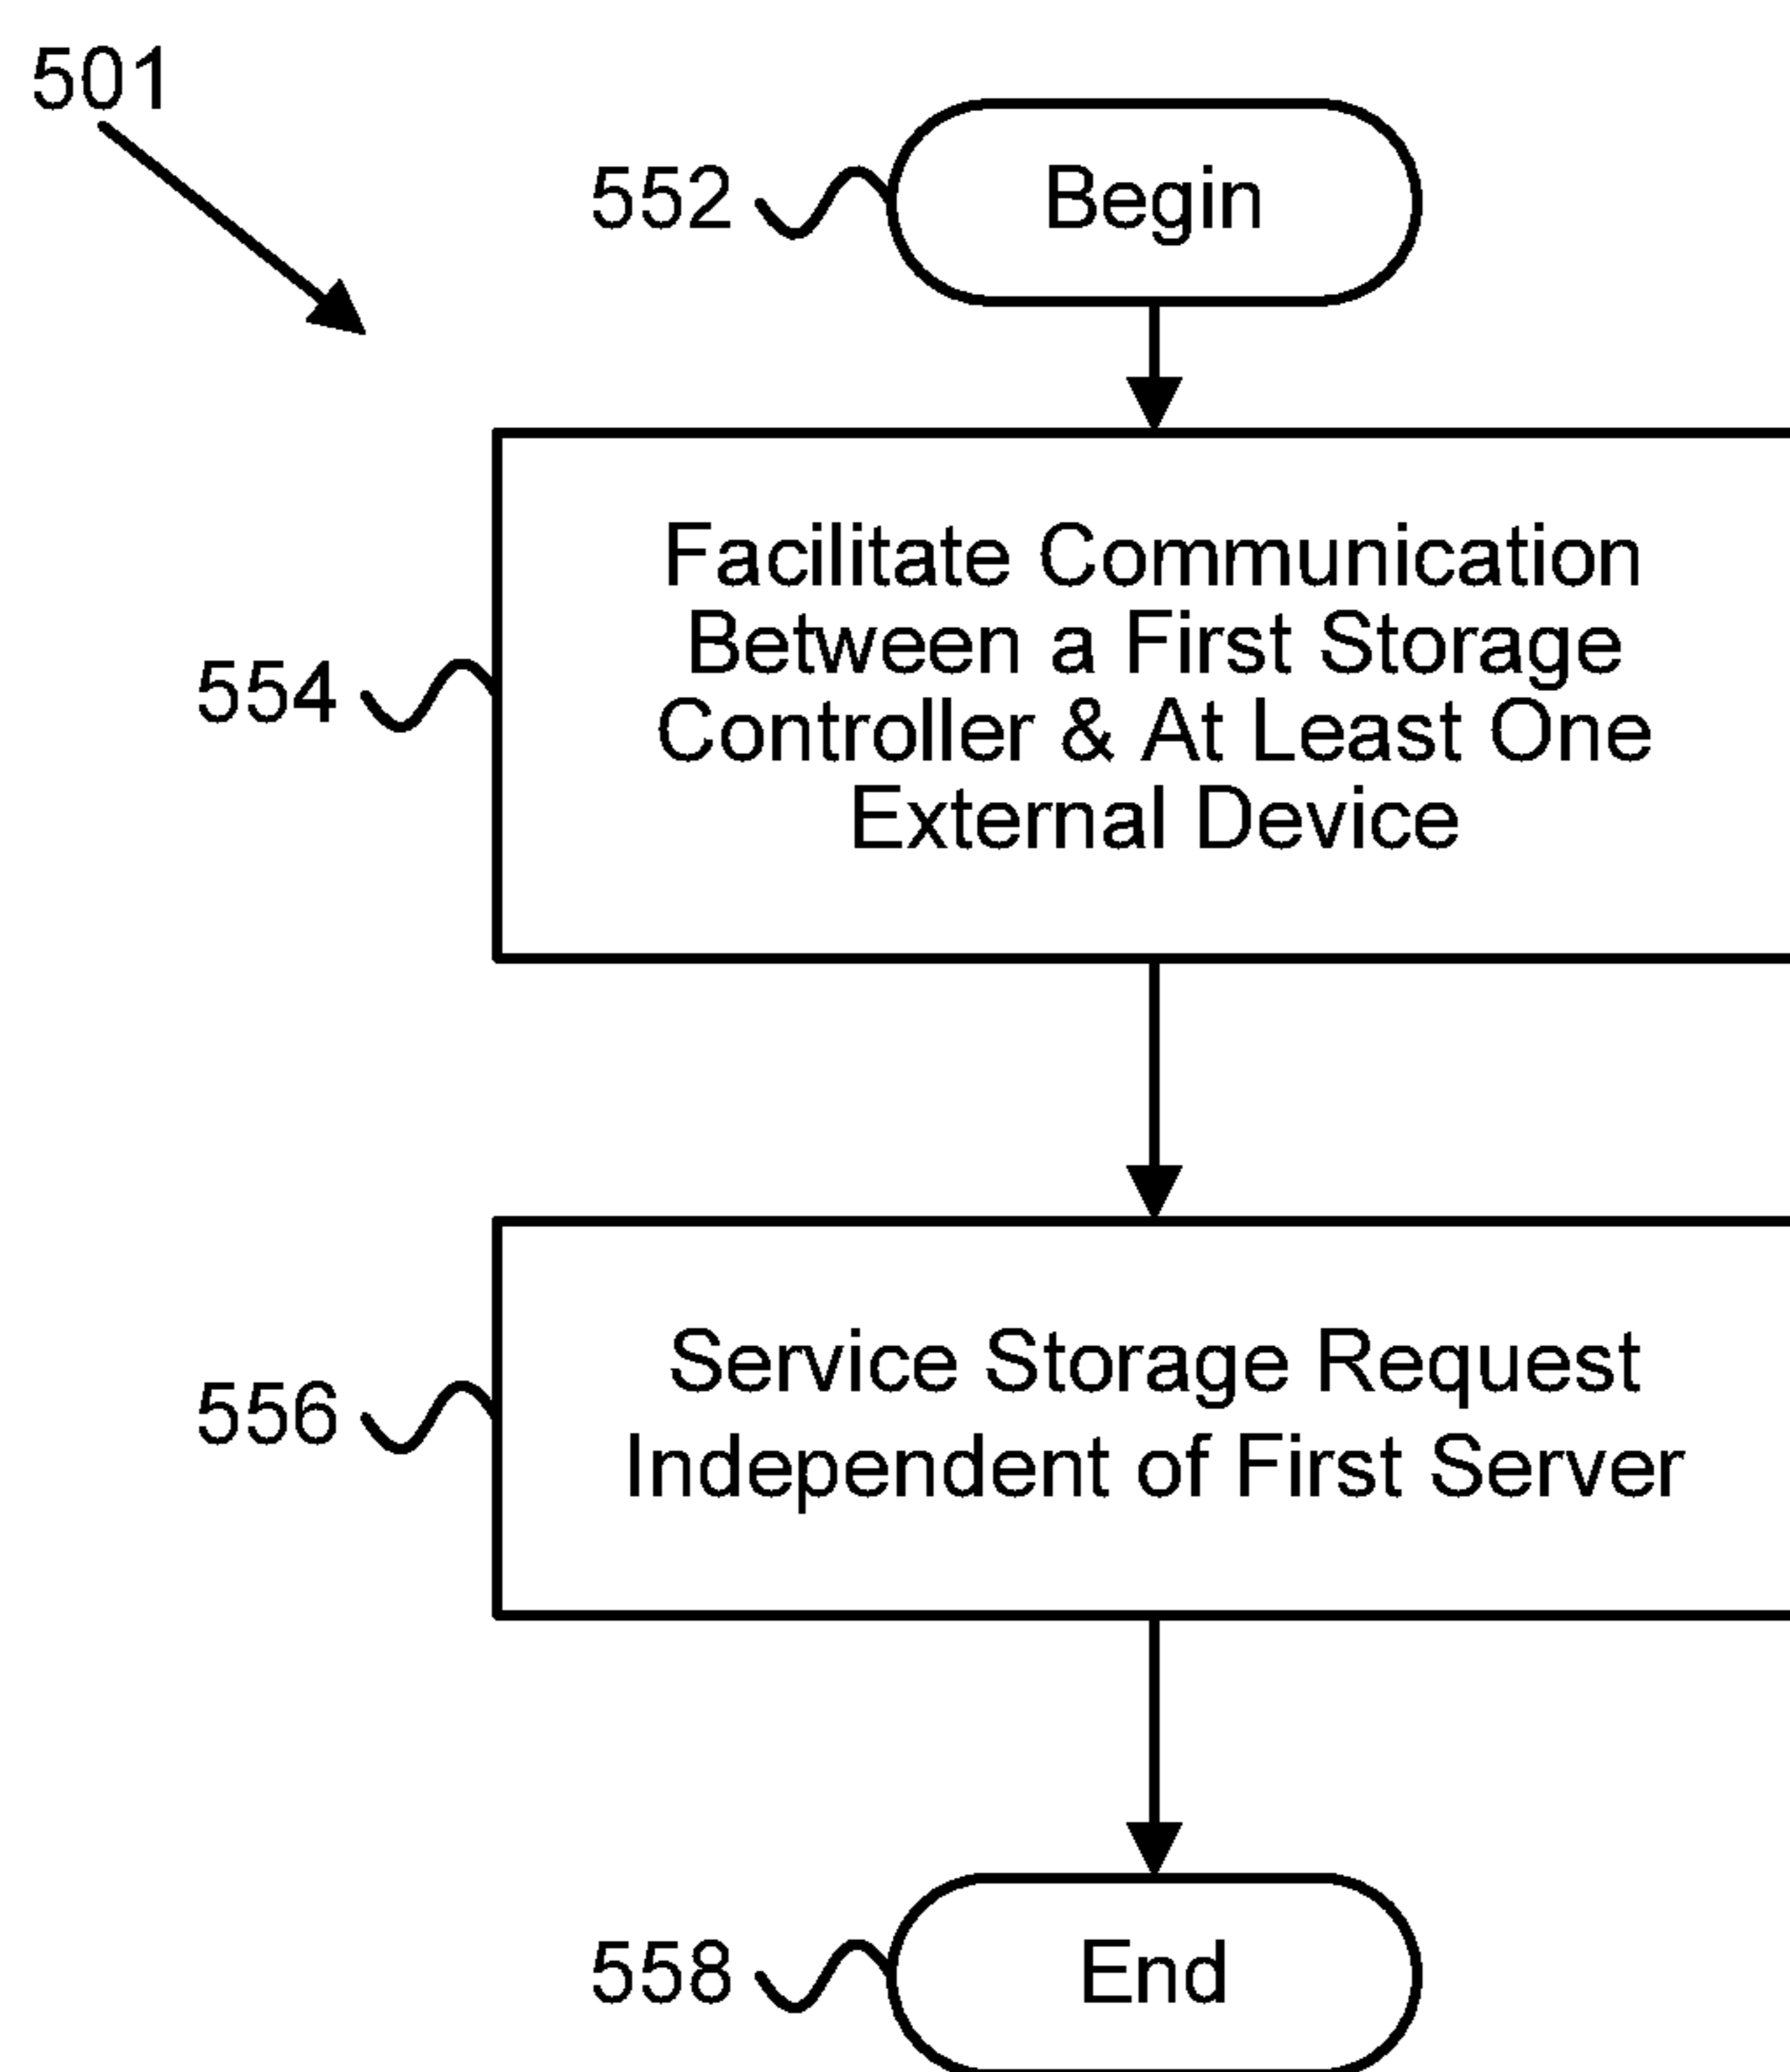 501
552
Begin
554
Facilitate Communication
Between a First Storage
Controller & At Least One
External Device
556
Service Storage Request
Independent of First Server
558
End